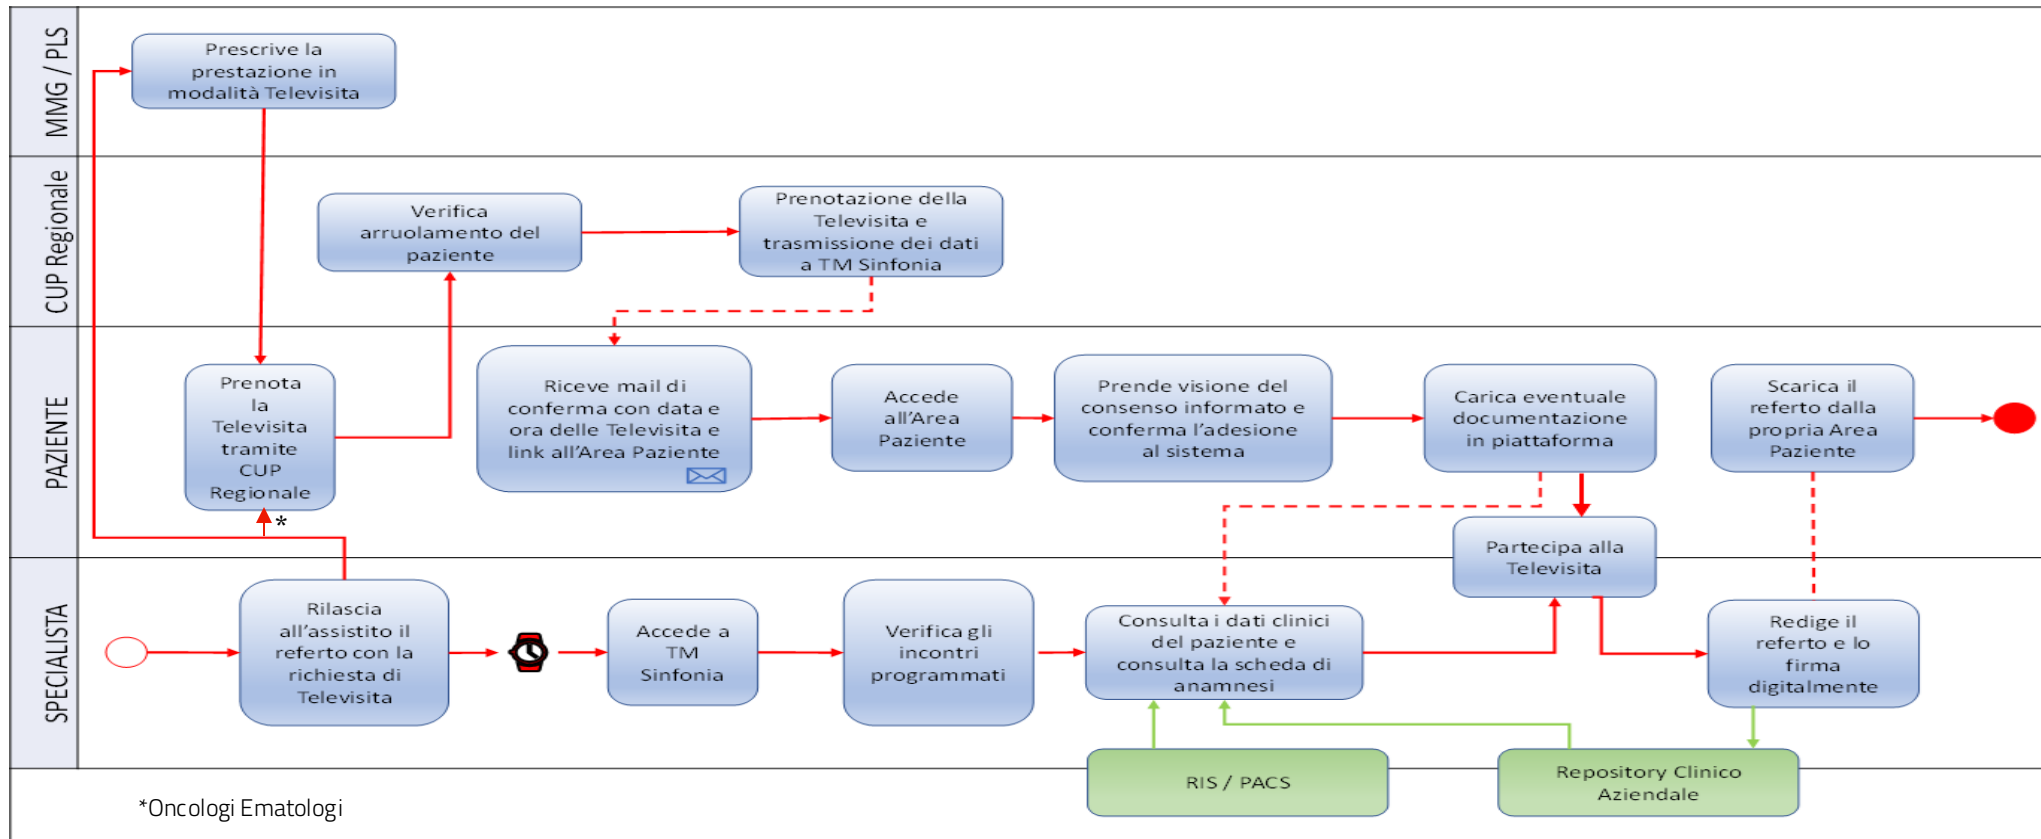 MMG / PLS
Prescrive la
prestazione in
modalità Televisita
CUP Regionale
Verifica
arruolamento del
paziente
Prenotazione della
Televisita e
trasmissione dei dati
a TM Sinfonia
PAZIENTE
Prenota
la
Televisita
tramite
CUP
Regionale
*
Riceve mail di
conferma con data e
ora delle Televisita e
link all'Area Paziente
Accede
all'Area
Paziente
Prende visione del
consenso informato e
conferma l'adesione
al sistema
Carica eventuale
documentazione
in piattaforma
Scarica il
referto dalla
propria Area
Paziente
Partecipa alla
Televisita
SPECIALISTA
Rilascia
all'assistito il
referto con la
richiesta di
Televisita
Accede a
TM
Sinfonia
Verifica gli
incontri
programmati
Consulta i dati clinici
del paziente e
consulta la scheda di
anamnesi
Redige il
referto e lo
firma
digitalmente
RIS / PACS
Repository Clinico
Aziendale
*Oncologi Ematologi